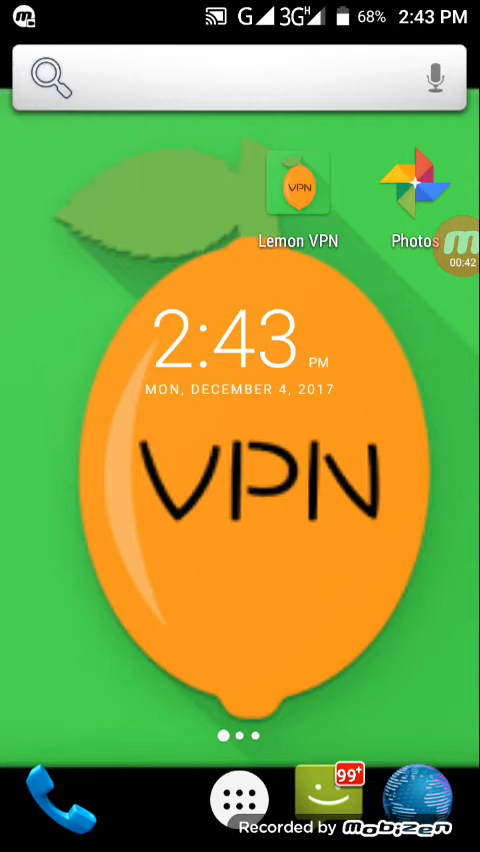 G 3G H 68% 2:43 PM
VPN
Lemon VPN
Photos
00:42
2:43 PM
MON, DECEMBER 4, 2017
VPN
99+
Recorded by Mobizen